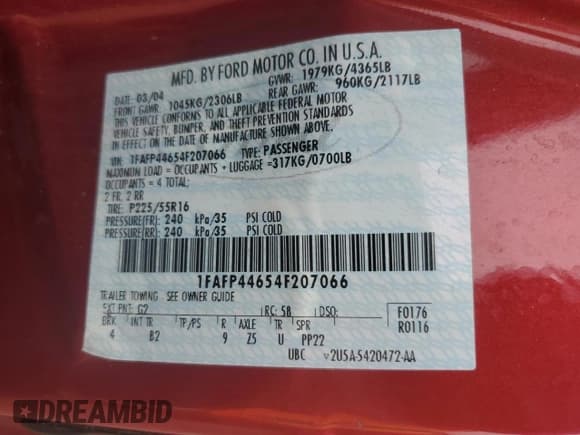 MFD. BY FORD MOTOR CO. IN U.S.A.
DATE: 03/04 GVWR: 1979KG/4365LB
FRONT GAWR: 1045KG/2306LB REAR GAWR: 960KG/2117LB
THIS VEHICLE CONFORMS TO ALL APPLICABLE FEDERAL MOTOR
VEHICLE SAFETY, BUMPER, AND THEFT PREVENTION STANDARDS
IN EFFECT ON THE DATE OF MANUFACTURE SHOWN ABOVE.
VIN: 1FAFP44654F207066 TYPE: PASSENGER
MAXIMUM LOAD = OCCUPANTS + LUGGAGE =317KG/0700LB
OCCUPANTS = 4 TOTAL;
2 FR, 2 RR
TIRE: P225/55R16
PRESSURE(FR): 240 kPa/35 PSI COLD
PRESSURE(RR): 240 kPa/35 PSI COLD
1FAFP44654F207066
TRAILER TOWING - SEE OWNER GUIDE
EXT PNT: G2 RC: 58 DSO: F0176
BRK INT TR TP/PS R AXLE TR SPR R0116
4 B2 9 Z5 U PP22
UBC v2U5A-5420472-AA
DREAMBID